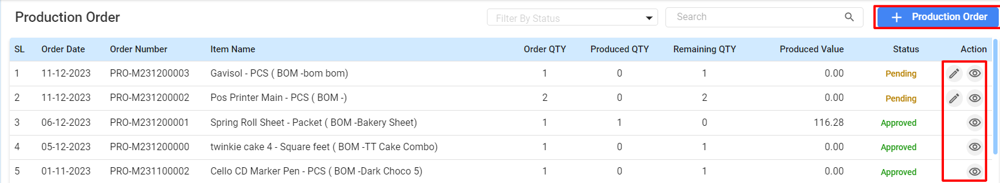 Production Order Filter By Status Search + Production Order
SL Order Date Order Number Item Name Order QTY Produced QTY Remaining QTY Produced Value Status Action
1 11-12-2023 PRO-M231200003 Gavisol - PCS ( BOM -bom bom) 1 0 1 0.00 Pending
2 11-12-2023 PRO-M231200002 Pos Printer Main - PCS ( BOM -) 2 0 2 0.00 Pending
3 06-12-2023 PRO-M231200001 Spring Roll Sheet - Packet ( BOM -Bakery Sheet) 1 1 0 116.28 Approved
4 05-12-2023 PRO-M231200000 twinkie cake 4 - Square feet ( BOM -TT Cake Combo) 1 0 1 0.00 Approved
5 01-11-2023 PRO-M231100002 Cello CD Marker Pen - PCS ( BOM -Dark Choco 5) 1 0 1 0.00 Approved